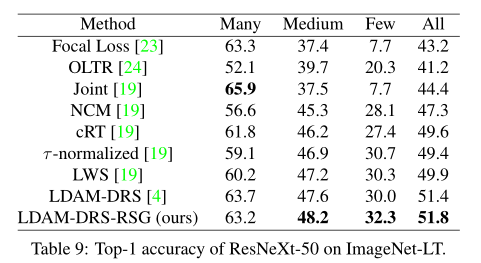 Method Many Medium Few All
Focal Loss [23] 63.3 37.4 7.7 43.2
OLTR [24] 52.1 39.7 20.3 41.2
Joint [19] 65.9 37.5 7.7 44.4
NCM [19] 56.6 45.3 28.1 47.3
cRT [19] 61.8 46.2 27.4 49.6
τ-normalized [19] 59.1 46.9 30.7 49.4
LWS [19] 60.2 47.2 30.3 49.9
LDAM-DRS [4] 63.7 47.6 30.0 51.4
LDAM-DRS-RSG (ours) 63.2 48.2 32.3 51.8
Table 9: Top-1 accuracy of ResNeXt-50 on ImageNet-LT.